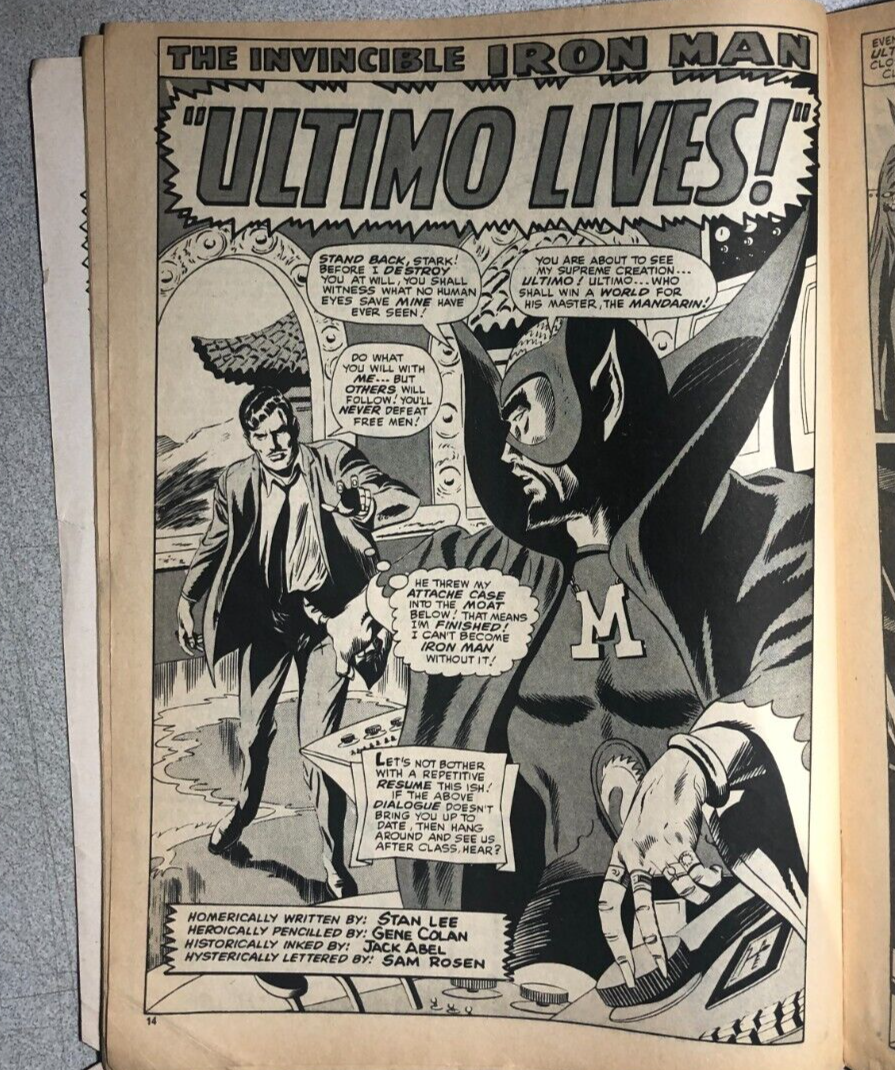 THE INVINCIBLE IRON MAN
"ULTIMO LIVES!"
STAND BACK, STARK!
BEFORE I DESTROY
YOU AT WILL, YOU SHALL
WITNESS WHAT NO HUMAN
EYES SAVE MINE HAVE
EVER SEEN!
YOU ARE ABOUT TO SEE
MY SUPREME CREATION...
ULTIMO! ULTIMO...WHO
SHALL WIN A WORLD FOR
HIS MASTER, THE MANDARIN!
DO WHAT
YOU WILL WITH
ME... BUT
OTHERS WILL
FOLLOW! YOU'LL
NEVER DEFEAT
FREE MEN!
HE THREW MY
ATTACHE CASE
INTO THE MOAT
BELOW! THAT MEANS
I'M FINISHED!
I CAN'T BECOME
IRON MAN
WITHOUT IT!
M
LET'S NOT BOTHER
WITH A REPETITIVE
RESUME THIS ISH!
IF THE ABOVE
DIALOGUE DOESN'T
BRING YOU UP TO
DATE, THEN HANG
AROUND AND SEE US
AFTER CLASS, HEAR?
HOMERICALLY WRITTEN BY: STAN LEE
HEROICALLY PENCILLED BY: GENE COLAN
HISTORICALLY INKED BY: JACK ABEL
HYSTERICALLY LETTERED BY: SAM ROSEN
14